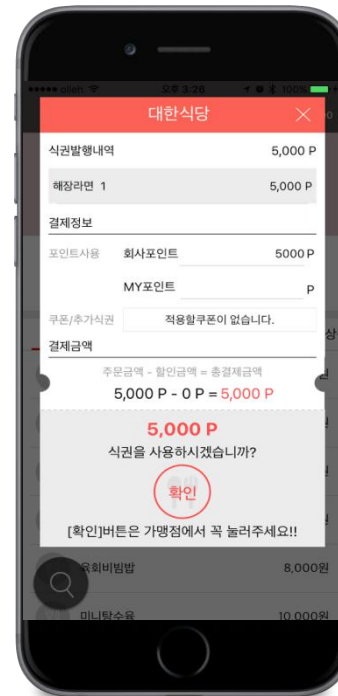 오후 3:26 100%
대한식당
식권발행내역 5,000 P
해장라면 1 5,000 P
결제정보
포인트사용 회사포인트 5000 P
MY포인트 P
쿠폰/추가식권 적용할쿠폰이 없습니다.
상
결제금액
주문금액 - 할인금액 = 총결제금액
5,000 P - 0 P = 5,000 P
5,000 P
식권을 사용하시겠습니까?
확인
[확인]버튼은 가맹점에서 꼭 눌러주세요!!
육회비빔밥 8,000원
미니탕수육 10,000원